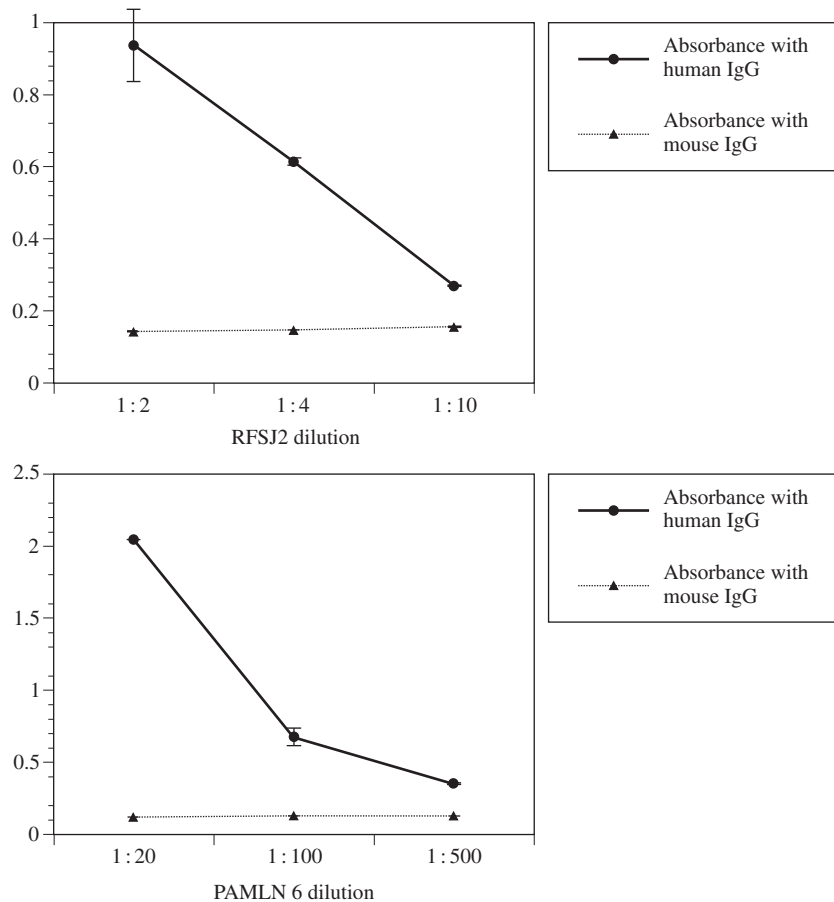 1
0.8
0.6
0.4
0.2
0
1 : 2
1 : 4
1 : 10
RFSJ2 dilution
Absorbance with
human IgG
Absorbance with
mouse IgG
2.5
2
1.5
1
0.5
0
1 : 20
1 : 100
1 : 500
PAMLN 6 dilution
Absorbance with
human IgG
Absorbance with
mouse IgG